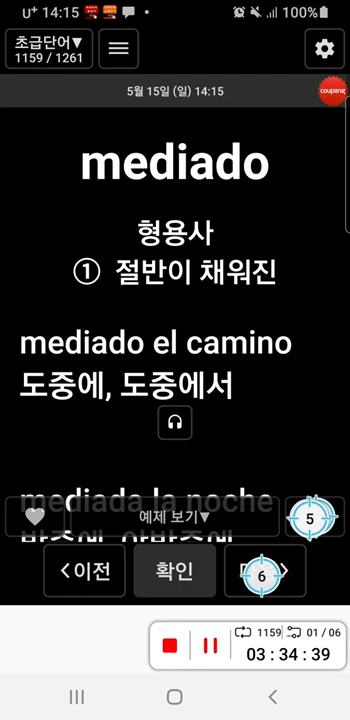 U+ 14:15 100%
초급단어▼
1159 / 1261
5월 15일 (일) 14:15
coupang
mediado
형용사
① 절반이 채워진
mediado el camino
도중에, 도중에서
mediada la noche
예제 보기▼
5
<이전
확인
6
1159
01 / 06
03 : 34 : 39